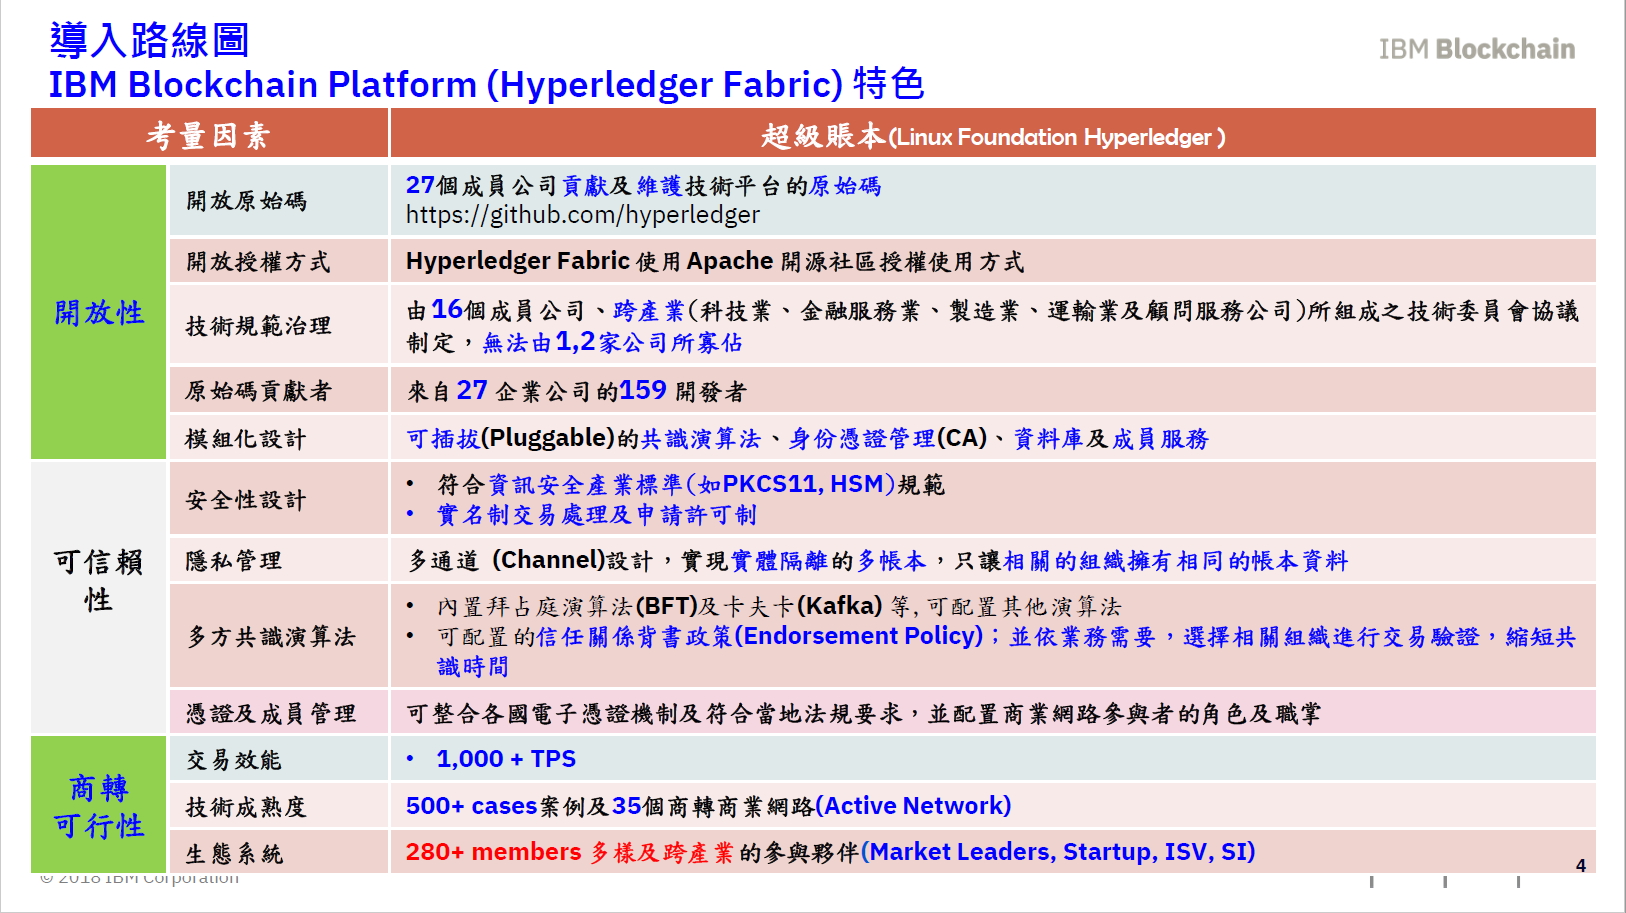 導入路線圖
IBM Blockchain
IBM Blockchain Platform (Hyperledger Fabric) 特色
考量因素
超級賬本(Linux Foundation Hyperledger )
開放性
開放原始碼
27個成員公司貢獻及維護技術平台的原始碼
https://github.com/hyperledger
開放授權方式
Hyperledger Fabric 使用Apache 開源社區授權使用方式
技術規範治理
由16個成員公司、跨產業(科技業、金融服務業、製造業、運輸業及顧問服務公司)所組成之技術委員會協議
制定，無法由1,2家公司所寡佔
原始碼貢獻者
來自27 企業公司的159 開發者
模組化設計
可插拔(Pluggable)的共識演算法、身份憑證管理(CA)、資料庫及成員服務
可信賴
性
安全性設計
• 符合資訊安全產業標準(如PKCS11, HSM)規範
• 實名制交易處理及申請許可制
隱私管理
多通道 (Channel)設計，實現實體隔離的多帳本，只讓相關的組織擁有相同的帳本資料
多方共識演算法
• 內置拜占庭演算法(BFT)及卡夫卡(Kafka) 等, 可配置其他演算法
• 可配置的信任關係背書政策(Endorsement Policy)；並依業務需要，選擇相關組織進行交易驗證，縮短共
識時間
憑證及成員管理
可整合各國電子憑證機制及符合當地法規要求，並配置商業網路參與者的角色及職掌
商轉
可行性
交易效能
• 1,000 + TPS
技術成熟度
500+ cases案例及35個商轉商業網路(Active Network)
生態系統
280+ members 多樣及跨產業的參與夥伴(Market Leaders, Startup, ISV, SI)
© 2018 IBM Corporation
4